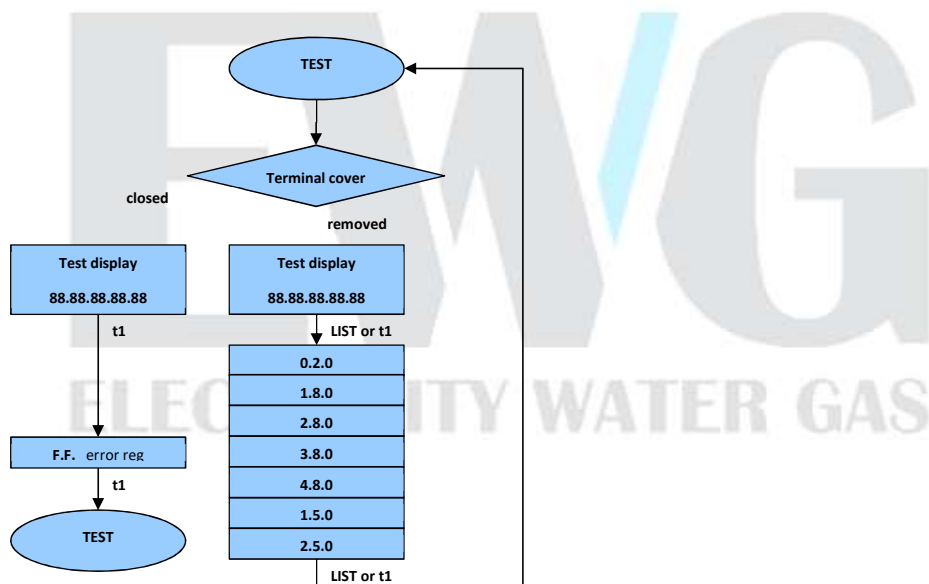 TEST
Terminal cover
closed
removed
Test display
88.88.88.88.88
t1
F.F. error reg
t1
TEST
Test display
88.88.88.88.88
LIST or t1
0.2.0
1.8.0
2.8.0
3.8.0
4.8.0
1.5.0
2.5.0
LIST or t1
EWG
WATER GAS